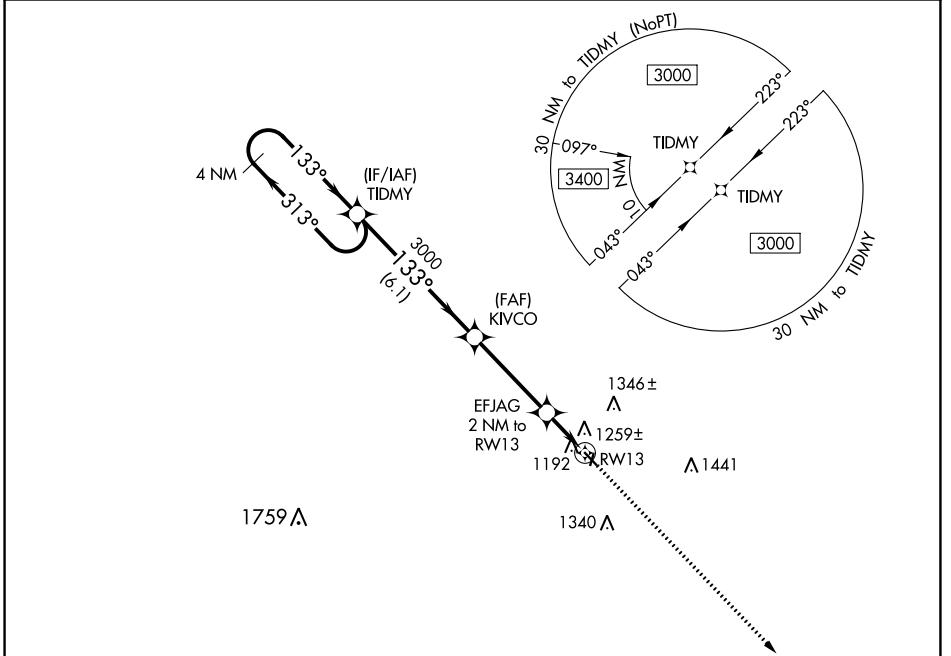 30 NM to TIDMY (NoPT)
3000
223°
223°
097°
TIDMY
10 NM
3400
TIDMY
043°
043°
3000
30 NM to TIDMY
4 NM
133°
313°
(IF/IAF)
TIDMY
3000
133°
(6.1)
(FAF)
KIVCO
EFJAG
2 NM to
RW13
1346±
1259±
1192
RW13
1441
1759
1340